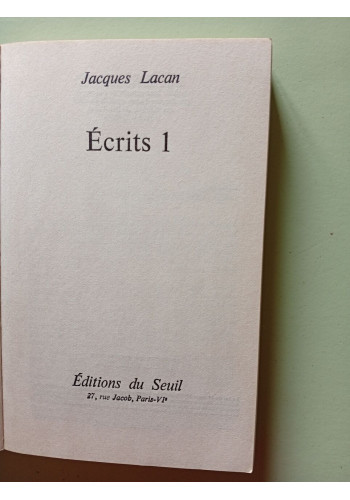 Jacques Lacan
Écrits 1
Éditions du Seuil
27, rue Jacob, Paris-VIᵉ